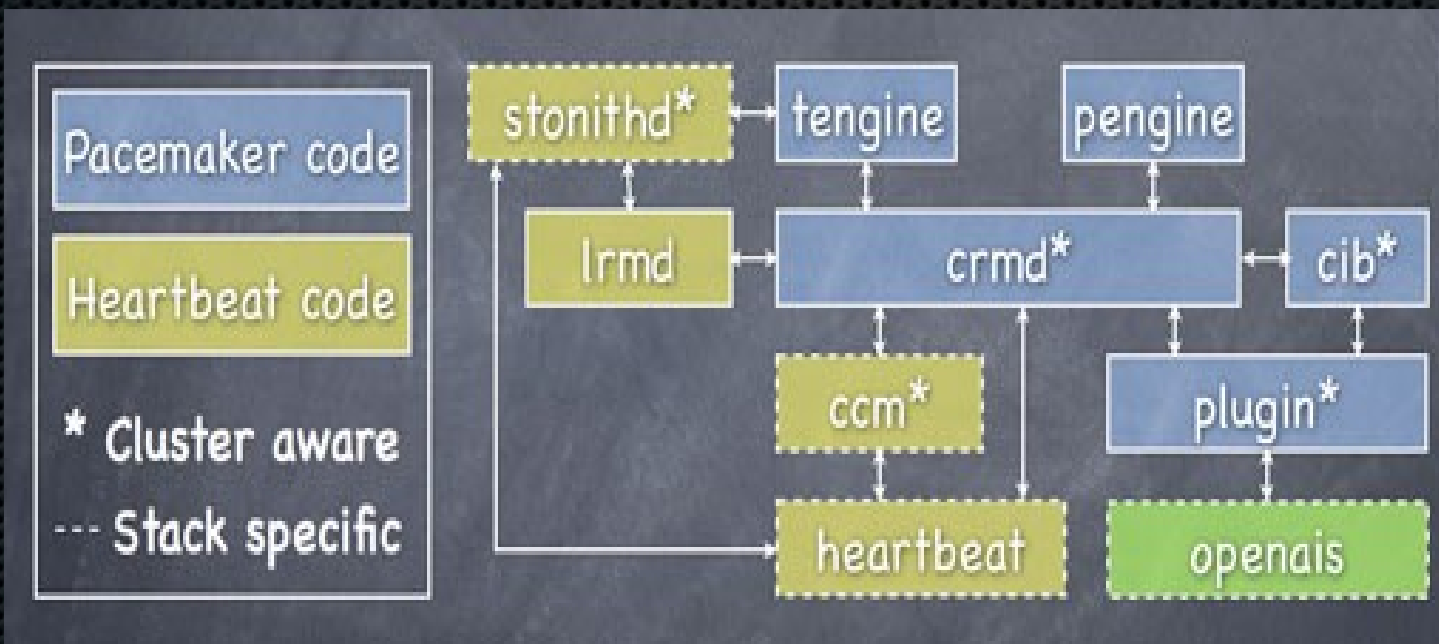 Pacemaker code
Heartbeat code
* Cluster aware
--- Stack specific
stonithd*
tengine
pengine
lrmd
crmd*
cib*
ccm*
plugin*
heartbeat
openais